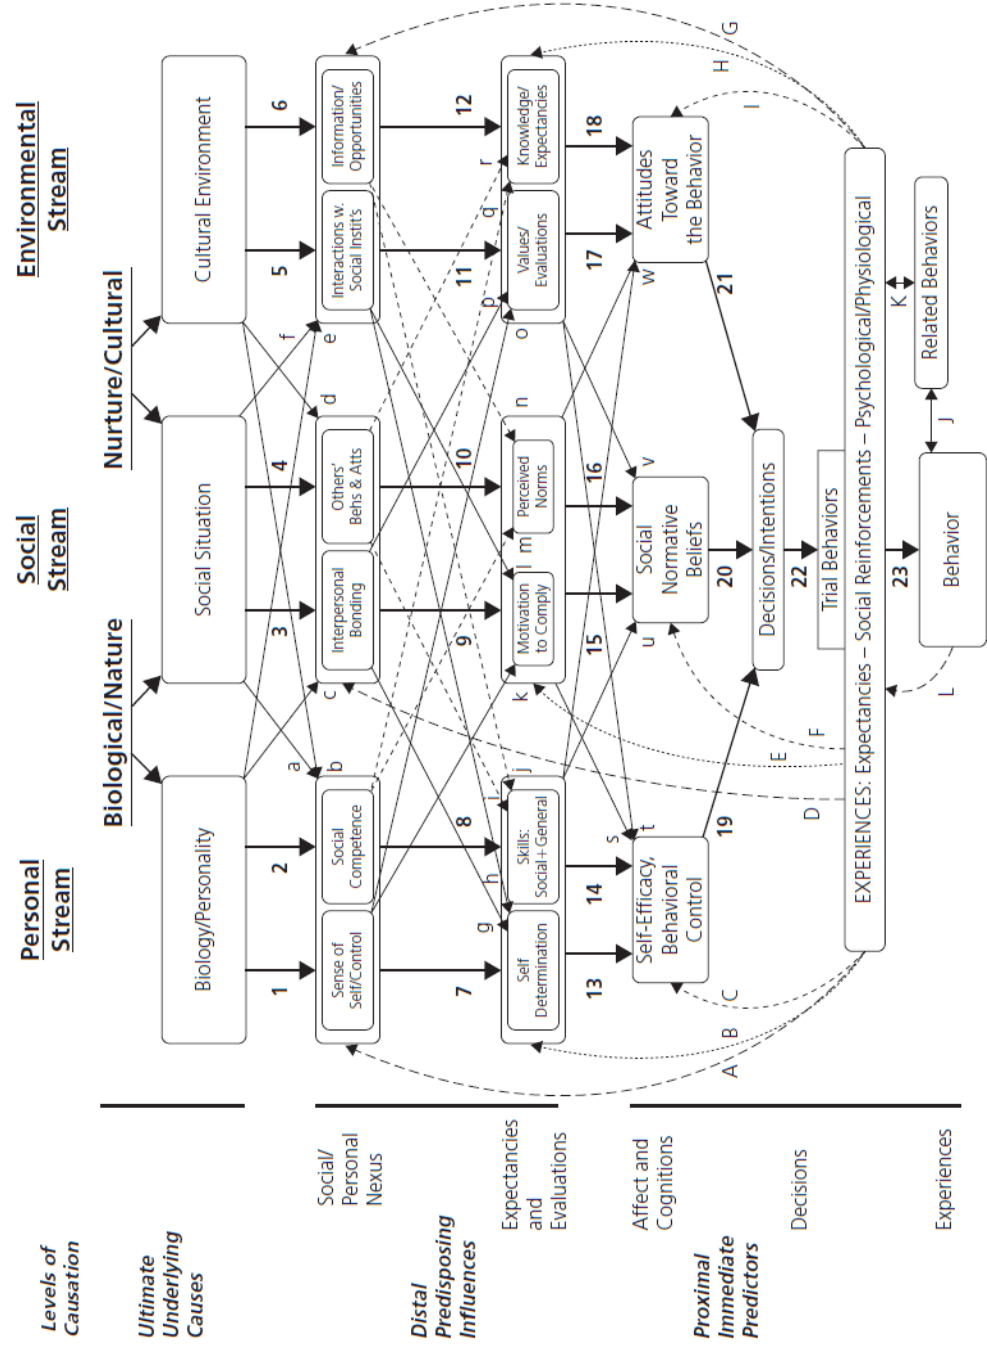 Levels of
Causation
Personal
Stream
Social
Stream
Environmental
Stream
Biological/Nature
Nurture/Cultural
Ultimate
Underlying
Causes
Biology/Personality
Social Situation
Cultural Environment
1
2
a
3
4
f
5
6
b
c
d
e
Distal
Predisposing
Influences
Social/
Personal
Nexus
Sense of
Self/Control
Social
Competence
Interpersonal
Bonding
Others'
Behs & Atts
Interactions w.
Social Instit's
Information/
Opportunities
7
8
9
10
11
12
g
h
i
j
k
l
m
n
o
p
q
r
Expectancies
and
Evaluations
Self
Determination
Skills:
Social+General
Motivation
to Comply
Perceived
Norms
Values/
Evaluations
Knowledge/
Expectancies
13
14
15
16
17
18
s
t
u
v
w
Proximal
Immediate
Predictors
Affect and
Cognitions
Self-Efficacy,
Behavioral
Control
Social
Normative
Beliefs
Attitudes
Toward
the Behavior
A
B
C
D
E
F
G
H
I
19
20
21
Decisions
Decisions/Intentions
22
Trial Behaviors
EXPERIENCES: Expectancies – Social Reinforcements – Psychological/Physiological
23
K
Experiences
L
Behavior
J
Related Behaviors